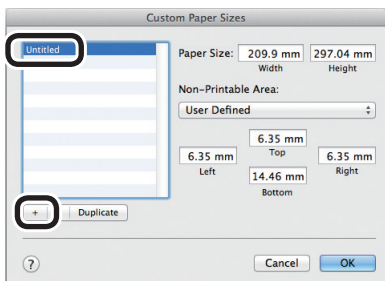 Custom Paper Sizes
Untitled
Paper Size: 209.9 mm 297.04 mm
Width Height
Non-Printable Area:
User Defined
6.35 mm
Top
6.35 mm 6.35 mm
Left Right
14.46 mm
Bottom
+ Duplicate
? Cancel OK